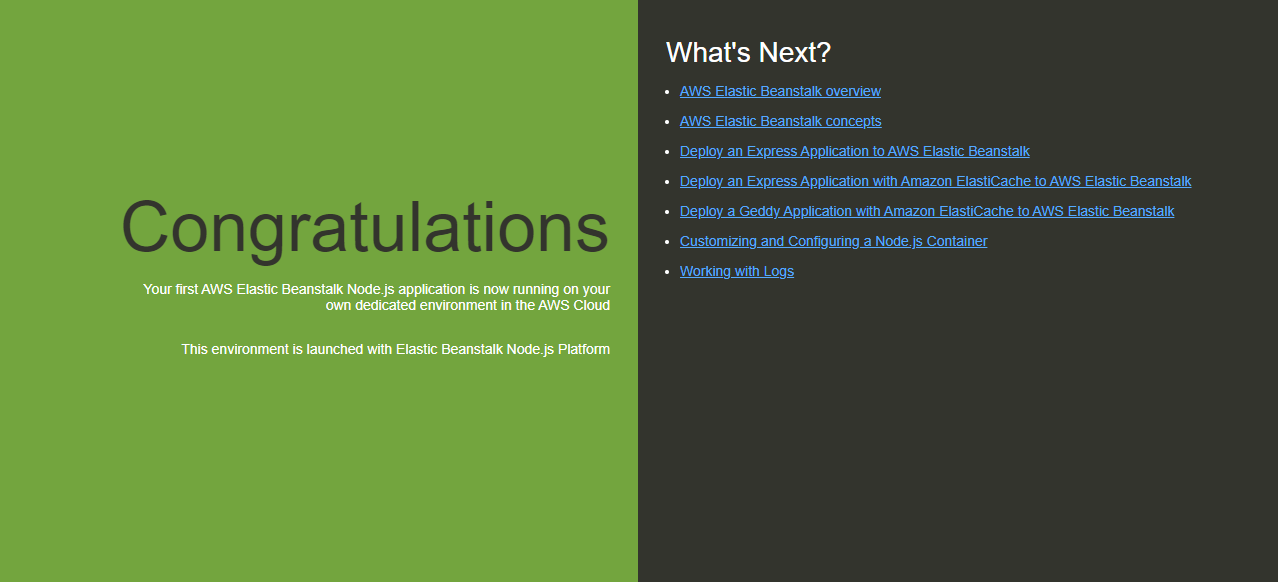 Congratulations
Your first AWS Elastic Beanstalk Node.js application is now running on your
own dedicated environment in the AWS Cloud
This environment is launched with Elastic Beanstalk Node.js Platform
What's Next?
AWS Elastic Beanstalk overview
AWS Elastic Beanstalk concepts
Deploy an Express Application to AWS Elastic Beanstalk
Deploy an Express Application with Amazon ElastiCache to AWS Elastic Beanstalk
Deploy a Geddy Application with Amazon ElastiCache to AWS Elastic Beanstalk
Customizing and Configuring a Node.js Container
Working with Logs